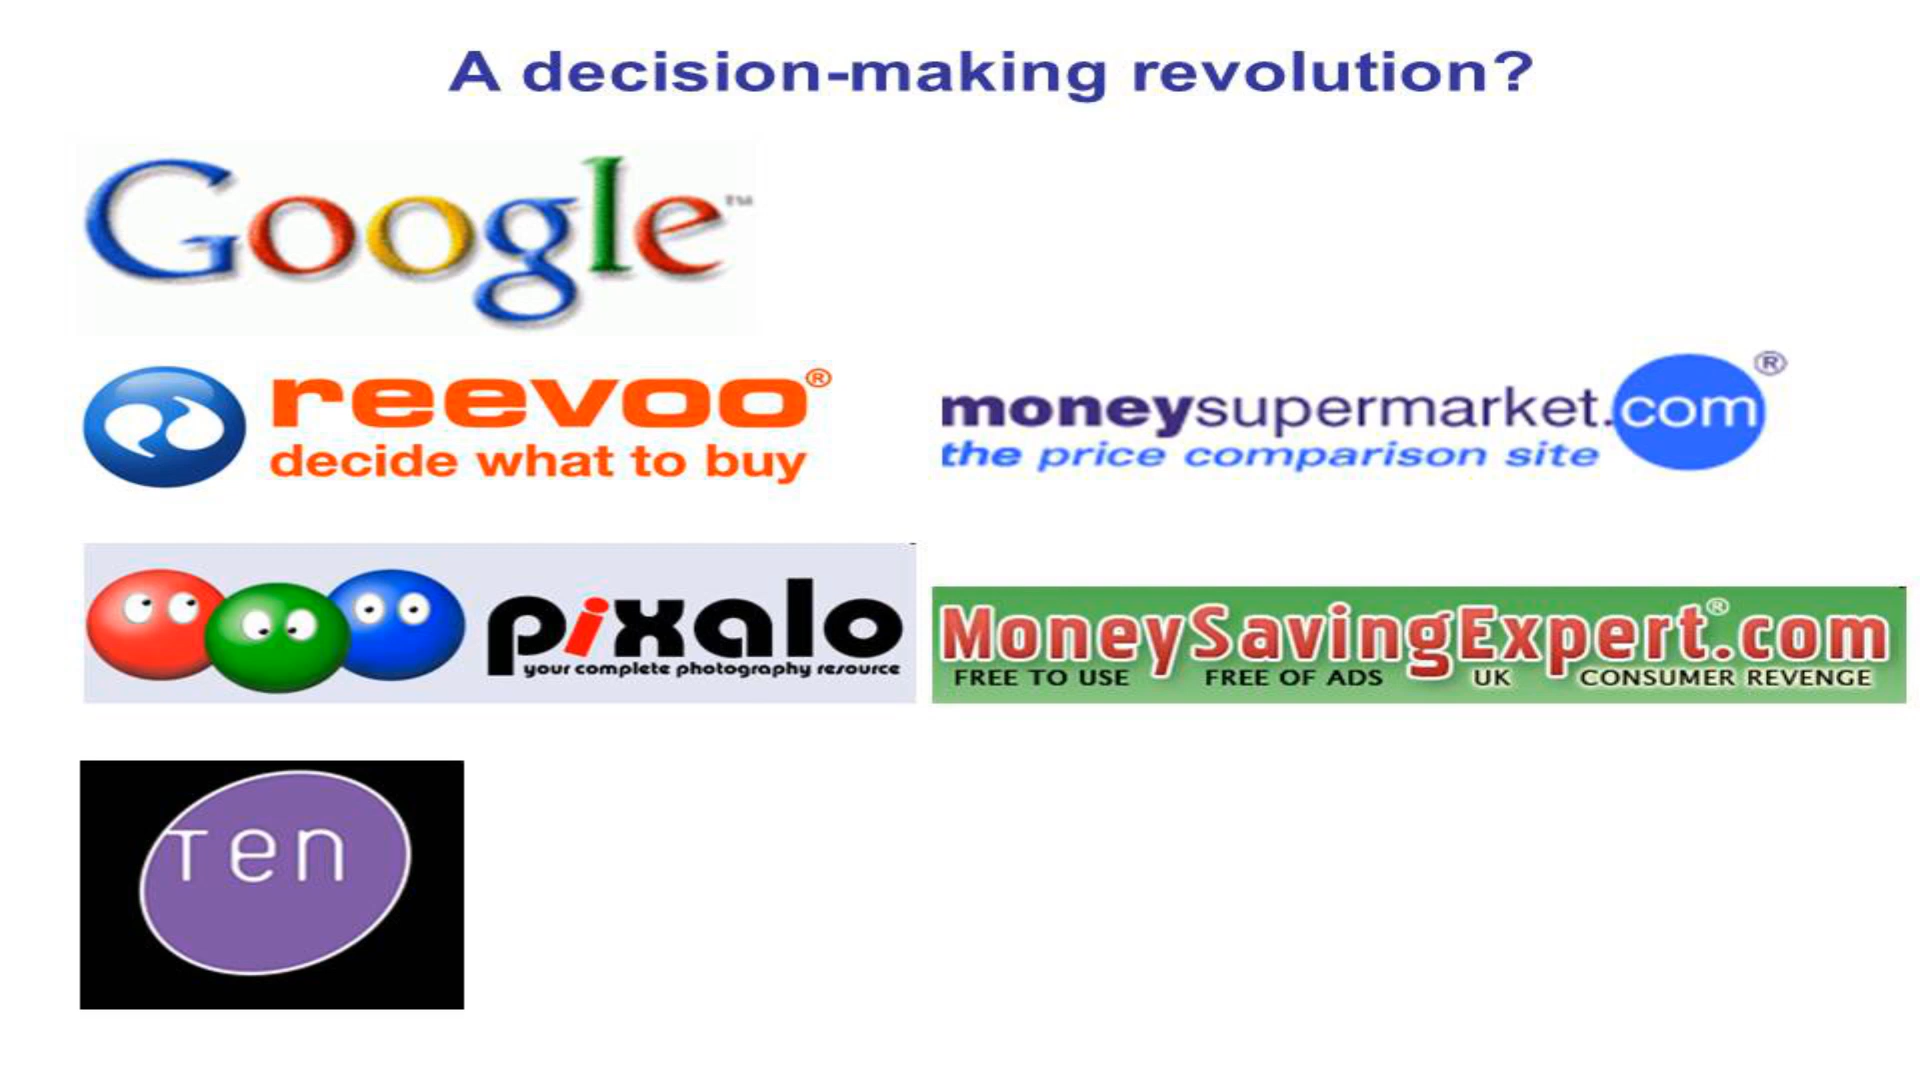 A decision-making revolution?
Google™
reevoo®
decide what to buy
moneysupermarket.com®
the price comparison site
pixalo
your complete photography resource
MoneySavingExpert®.com
FREE TO USE FREE OF ADS UK CONSUMER REVENGE
Ten